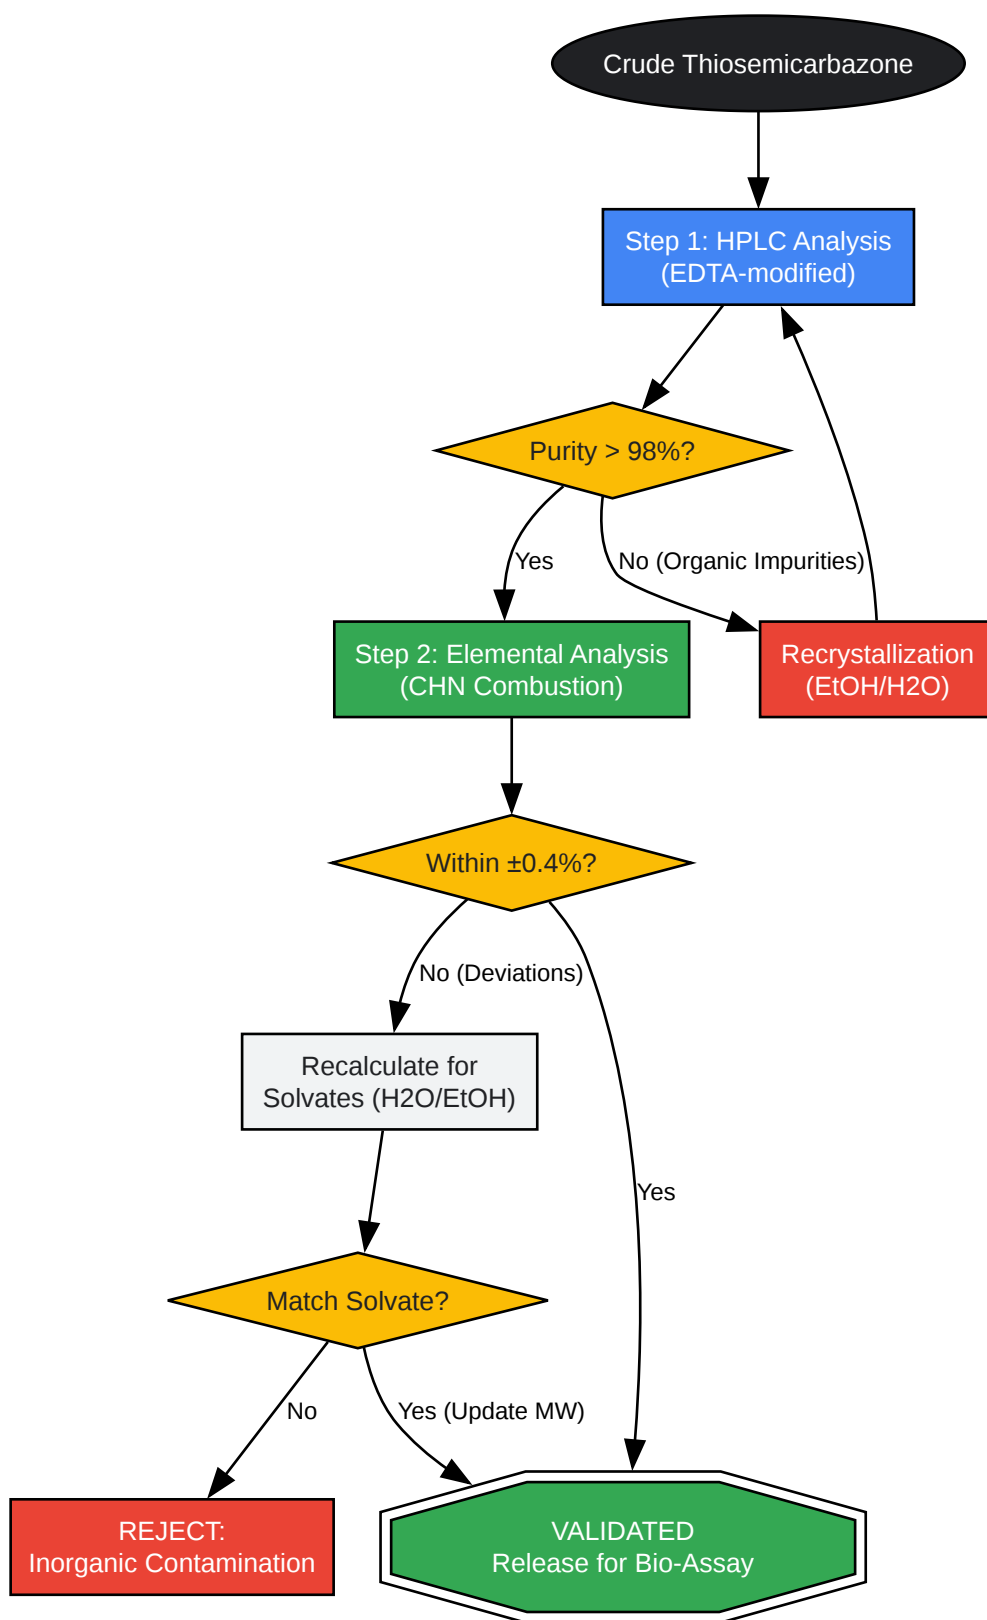 Crude Thiosemicarbazone
Step 1: HPLC Analysis
(EDTA-modified)
Purity > 98%?
Yes
No (Organic Impurities)
Step 2: Elemental Analysis
(CHN Combustion)
Recrystallization
(EtOH/H2O)
Within ±0.4%?
No (Deviations)
Recalculate for
Solvates (H2O/EtOH)
Yes
Match Solvate?
No
Yes (Update MW)
REJECT:
Inorganic Contamination
VALIDATED
Release for Bio-Assay